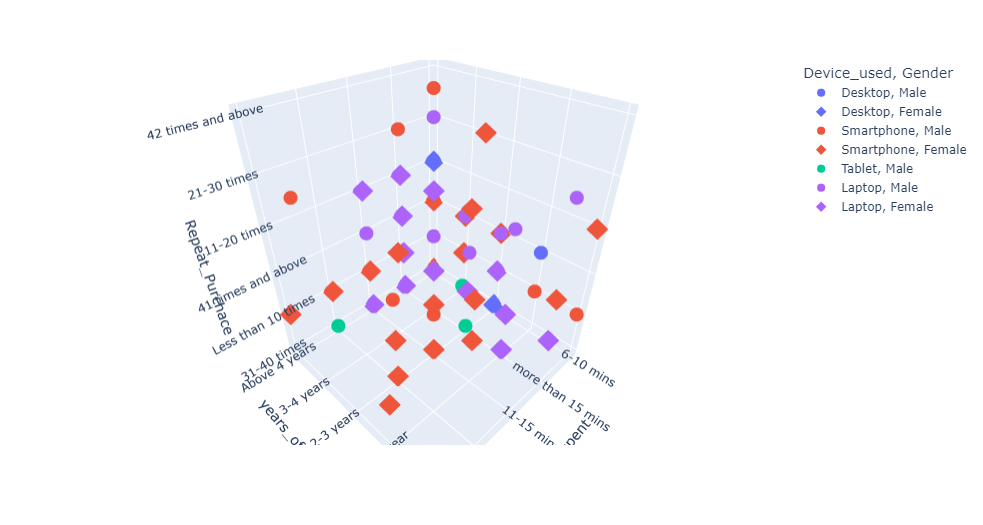 Device_used, Gender
Desktop, Male
Desktop, Female
Smartphone, Male
Smartphone, Female
Tablet, Male
Laptop, Male
Laptop, Female
42 times and above
21-30 times
11-20 times
41 times and above
Less than 10 times
31-40 times
Repeat_Purchace
Above 4 years
3-4 years
2-3 years
years_of
6-10 mins
more than 15 mins
11-15 min